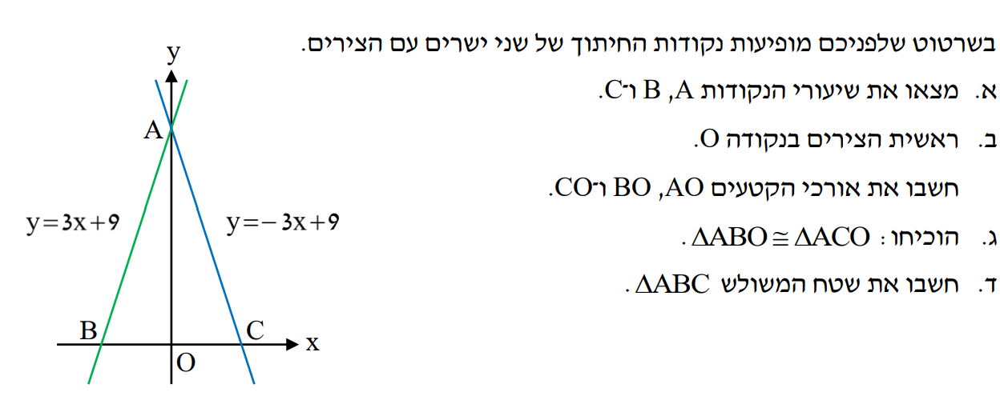 בשרטוט שלפניכם מופיעות נקודות החיתוך של שני ישרים עם הצירים.
א. מצאו את שיעורי הנקודות A, B ו־C.
ב. ראשית הצירים בנקודה O.
חשבו את אורכי הקטעים AO, BO ו־CO.
ג. הוכיחו: ΔABO≅ΔACO.
ד. חשבו את שטח המשולש ΔABC.
y
A
y=3x+9
y=−3x+9
B
C
x
O